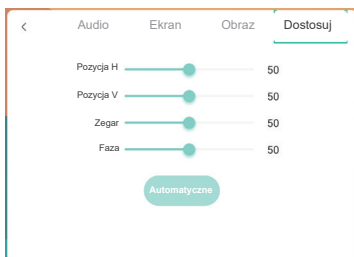 Audio Ekran Obraz Dostosuj
Pozycja H 50
Pozycja V 50
Zegar 50
Faza 50
Automatyczne